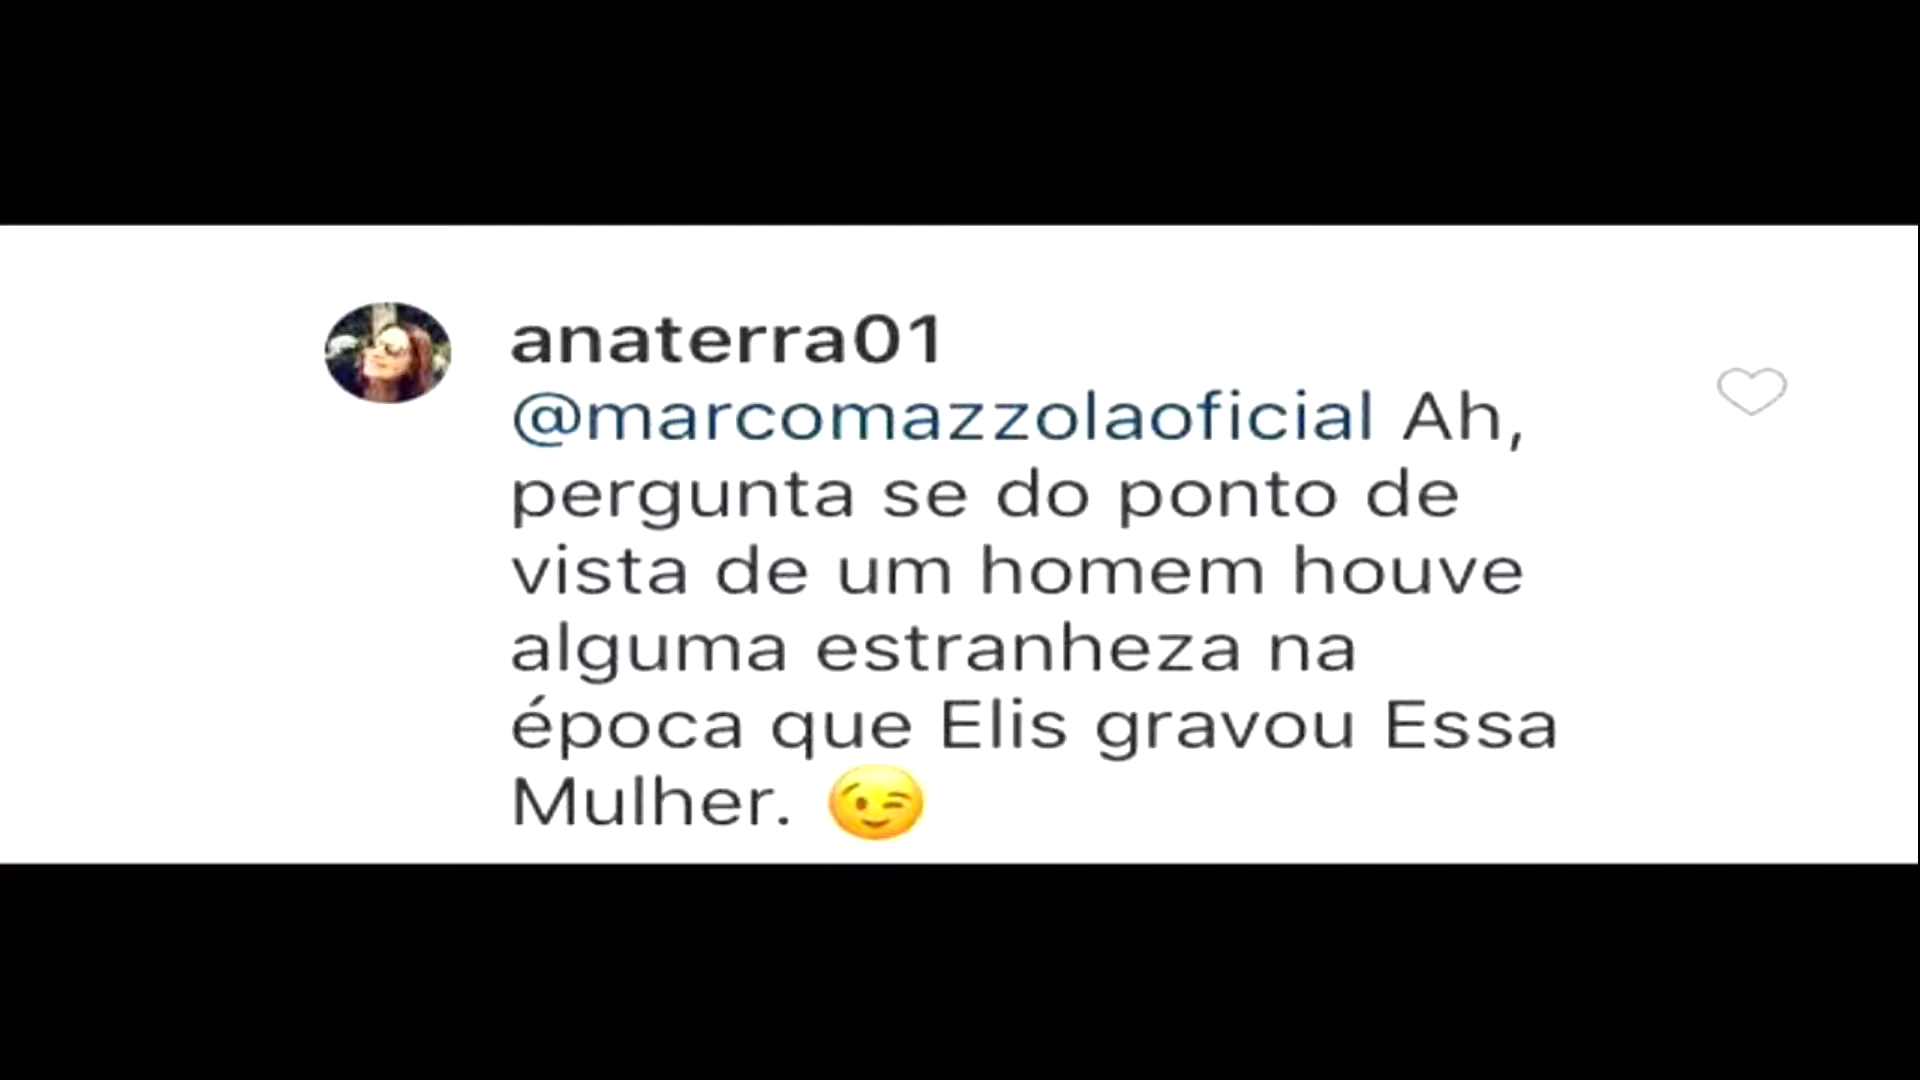 anaterra01
@marcomazzolaoficial Ah,
pergunta se do ponto de
vista de um homem houve
alguma estranheza na
época que Elis gravou Essa
Mulher. 😉